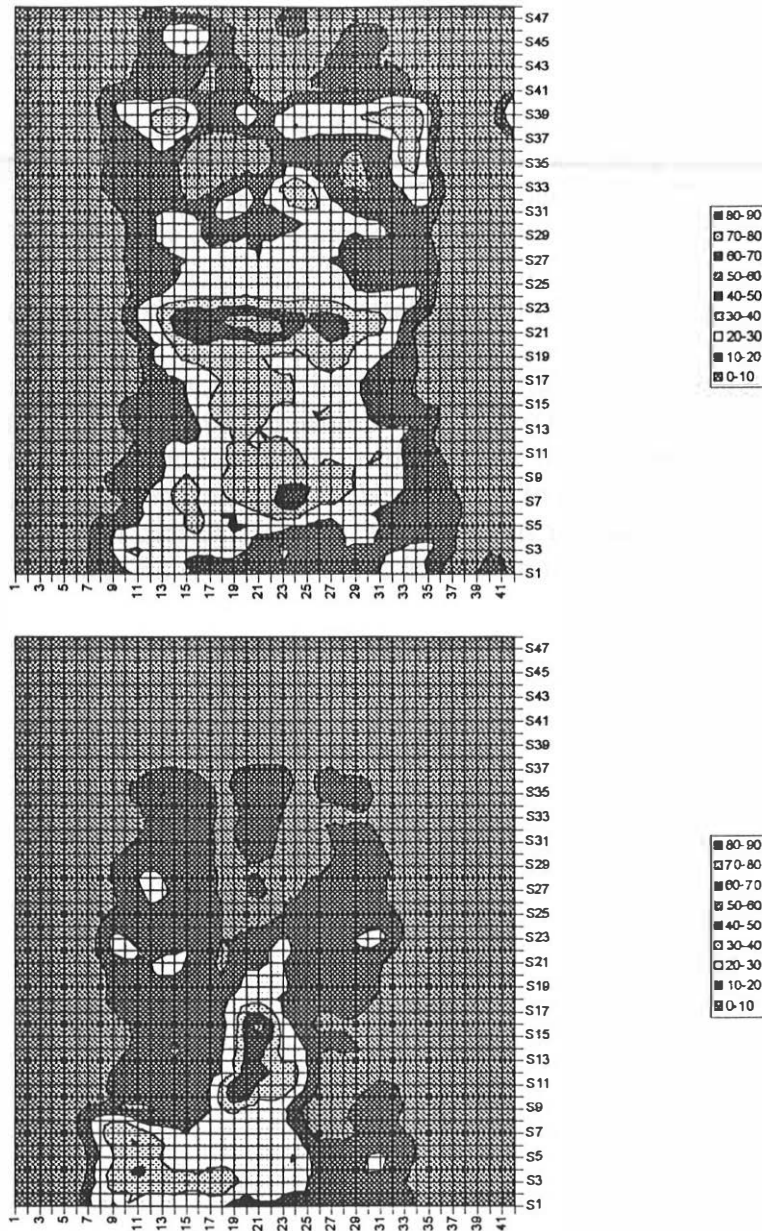 S47
S45
S43
S41
S39
S37
S35
S33
S31
S29
S27
S25
S23
S21
S19
S17
S15
S13
S11
S9
S7
S5
S3
S1
1 3 5 7 9 11 13 15 17 19 21 23 25 27 29 31 33 35 37 39 41
80-90
70-80
60-70
50-60
40-50
30-40
20-30
10-20
0-10
S47
S45
S43
S41
S39
S37
S35
S33
S31
S29
S27
S25
S23
S21
S19
S17
S15
S13
S11
S9
S7
S5
S3
S1
1 3 5 7 9 11 13 15 17 19 21 23 25 27 29 31 33 35 37 39 41
80-90
70-80
60-70
50-60
40-50
30-40
20-30
10-20
0-10